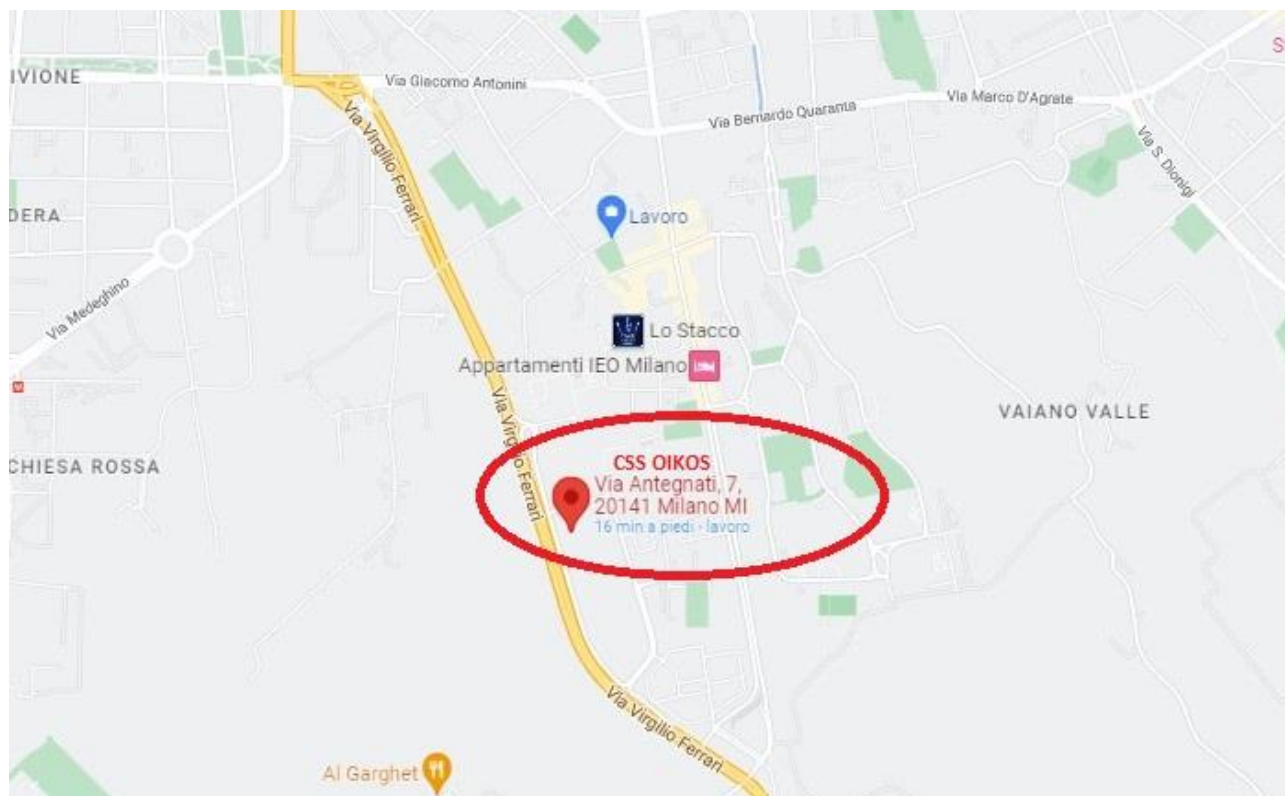 IVIONE
Via Giacomo Antonini
Via Marco D'Agrate
Via Bernardo Quaranta
Via Virgilio Ferrari
Via S. Dionigi
DERA
Lavoro
Via Medeghino
Lo Stacco
Appartamenti IEO Milano
VAIANO VALLE
Via Virgilio Ferrari
CHIESA ROSSA
CSS OIKOS
Via Antegnati, 7,
20141 Milano MI
16 min a piedi - lavoro
Via Virgilio Ferrari
Al Garghet
S